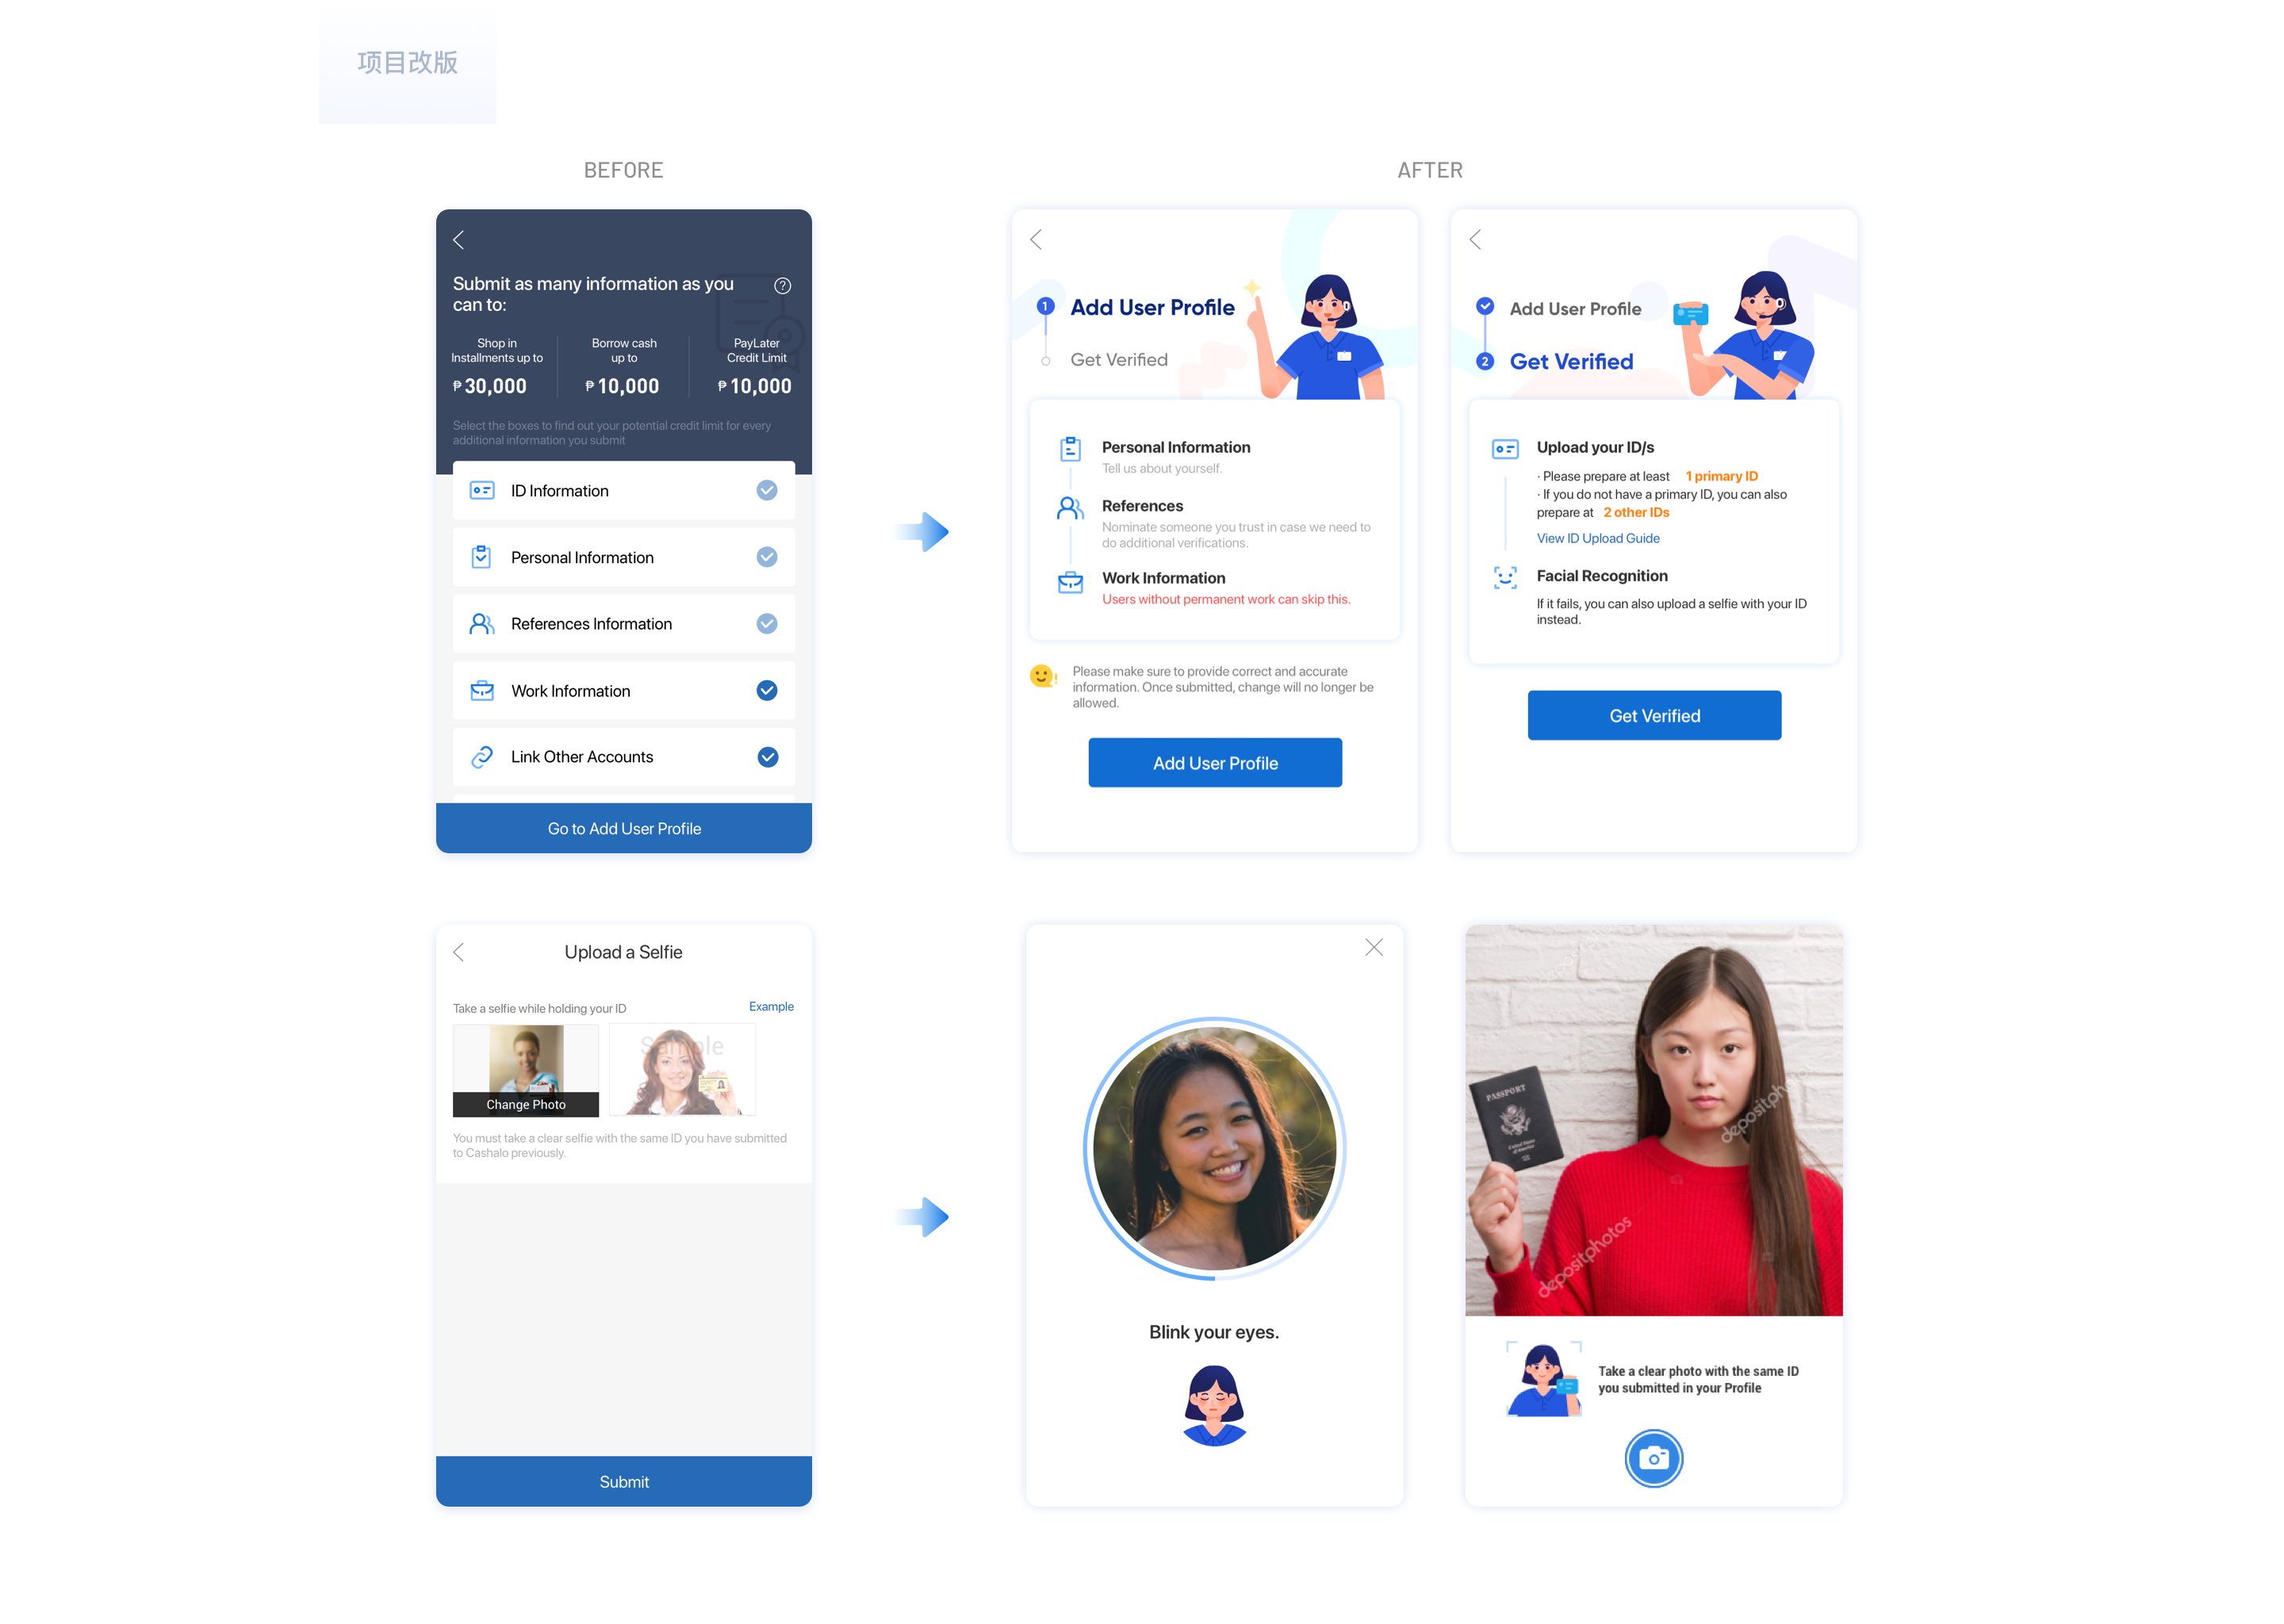 项目改版
BEFORE
AFTER
Submit as many information as you
can to:
?
Shop in
Installments up to
₱ 30,000
Borrow cash
up to
₱ 10,000
PayLater
Credit Limit
₱ 10,000
Select the boxes to find out your potential credit limit for every
additional information you submit
ID Information
Personal Information
References Information
Work Information
Link Other Accounts
Go to Add User Profile
1 Add User Profile
Get Verified
Personal Information
Tell us about yourself.
References
Nominate someone you trust in case we need to
do additional verifications.
Work Information
Users without permanent work can skip this.
Please make sure to provide correct and accurate
information. Once submitted, change will no longer be
allowed.
Add User Profile
Add User Profile
2 Get Verified
Upload your ID/s
· Please prepare at least 1 primary ID
· If you do not have a primary ID, you can also
prepare at 2 other IDs
View ID Upload Guide
Facial Recognition
If it fails, you can also upload a selfie with your ID
instead.
Get Verified
Upload a Selfie
Take a selfie while holding your ID
Example
Sample
Change Photo
You must take a clear selfie with the same ID you have submitted
to Cashalo previously.
Submit
Blink your eyes.
PASSPORT
United States
of America
depositphotos
depositph
Take a clear photo with the same ID
you submitted in your Profile